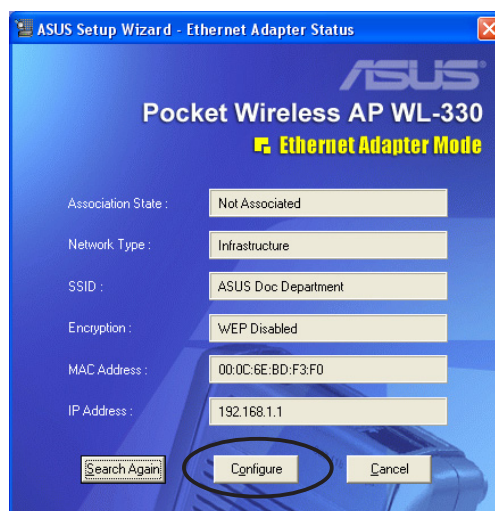 ASUS Setup Wizard - Ethernet Adapter Status
ASUS
Pocket Wireless AP WL-330
Ethernet Adapter Mode
Association State : Not Associated
Network Type : Infrastructure
SSID : ASUS Doc Department
Encryption : WEP Disabled
MAC Address : 00:0C:6E:BD:F3:F0
IP Address : 192.168.1.1
Search Again Configure Cancel